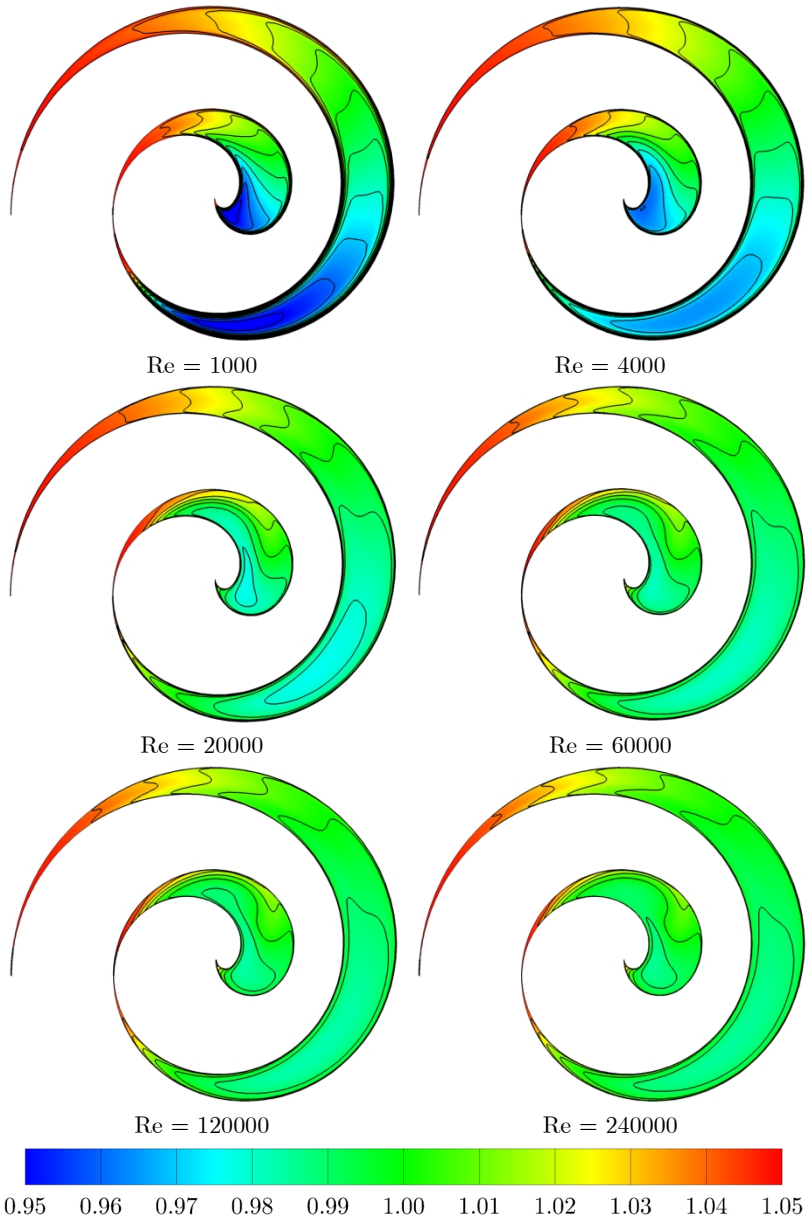 Re = 1000 Re = 4000
Re = 20000 Re = 60000
Re = 120000 Re = 240000
0.95 0.96 0.97 0.98 0.99 1.00 1.01 1.02 1.03 1.04 1.05